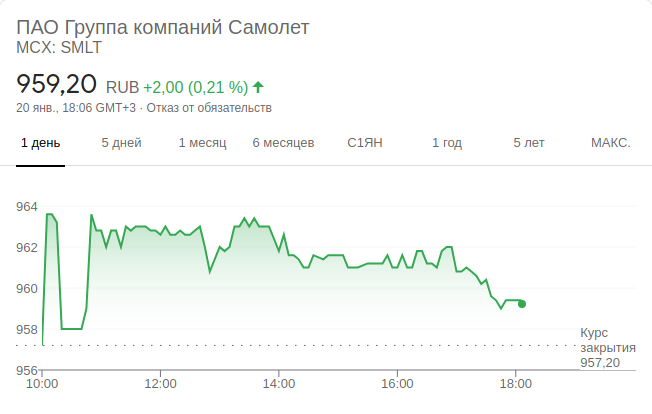 ПАО Группа компаний Самолет
MCX: SMLT
959,20 RUB +2,00 (0,21 %)
20 янв., 18:06 GMT+3 · Отказ от обязательств
1 день 5 дней 1 месяц 6 месяцев С1ЯН 1 год 5 лет МАКС.
964
962
960
958
956
Курс
закрытия
957,20
10:00 12:00 14:00 16:00 18:00